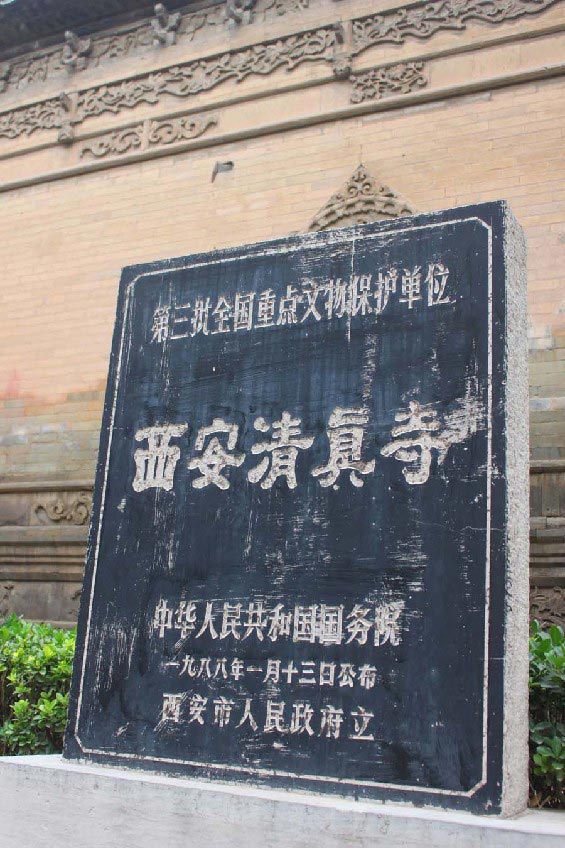 第三批全国重点文物保护单位
西安清真寺
中华人民共和国国务院
一九八八年一月十三日公布
西安市人民政府立